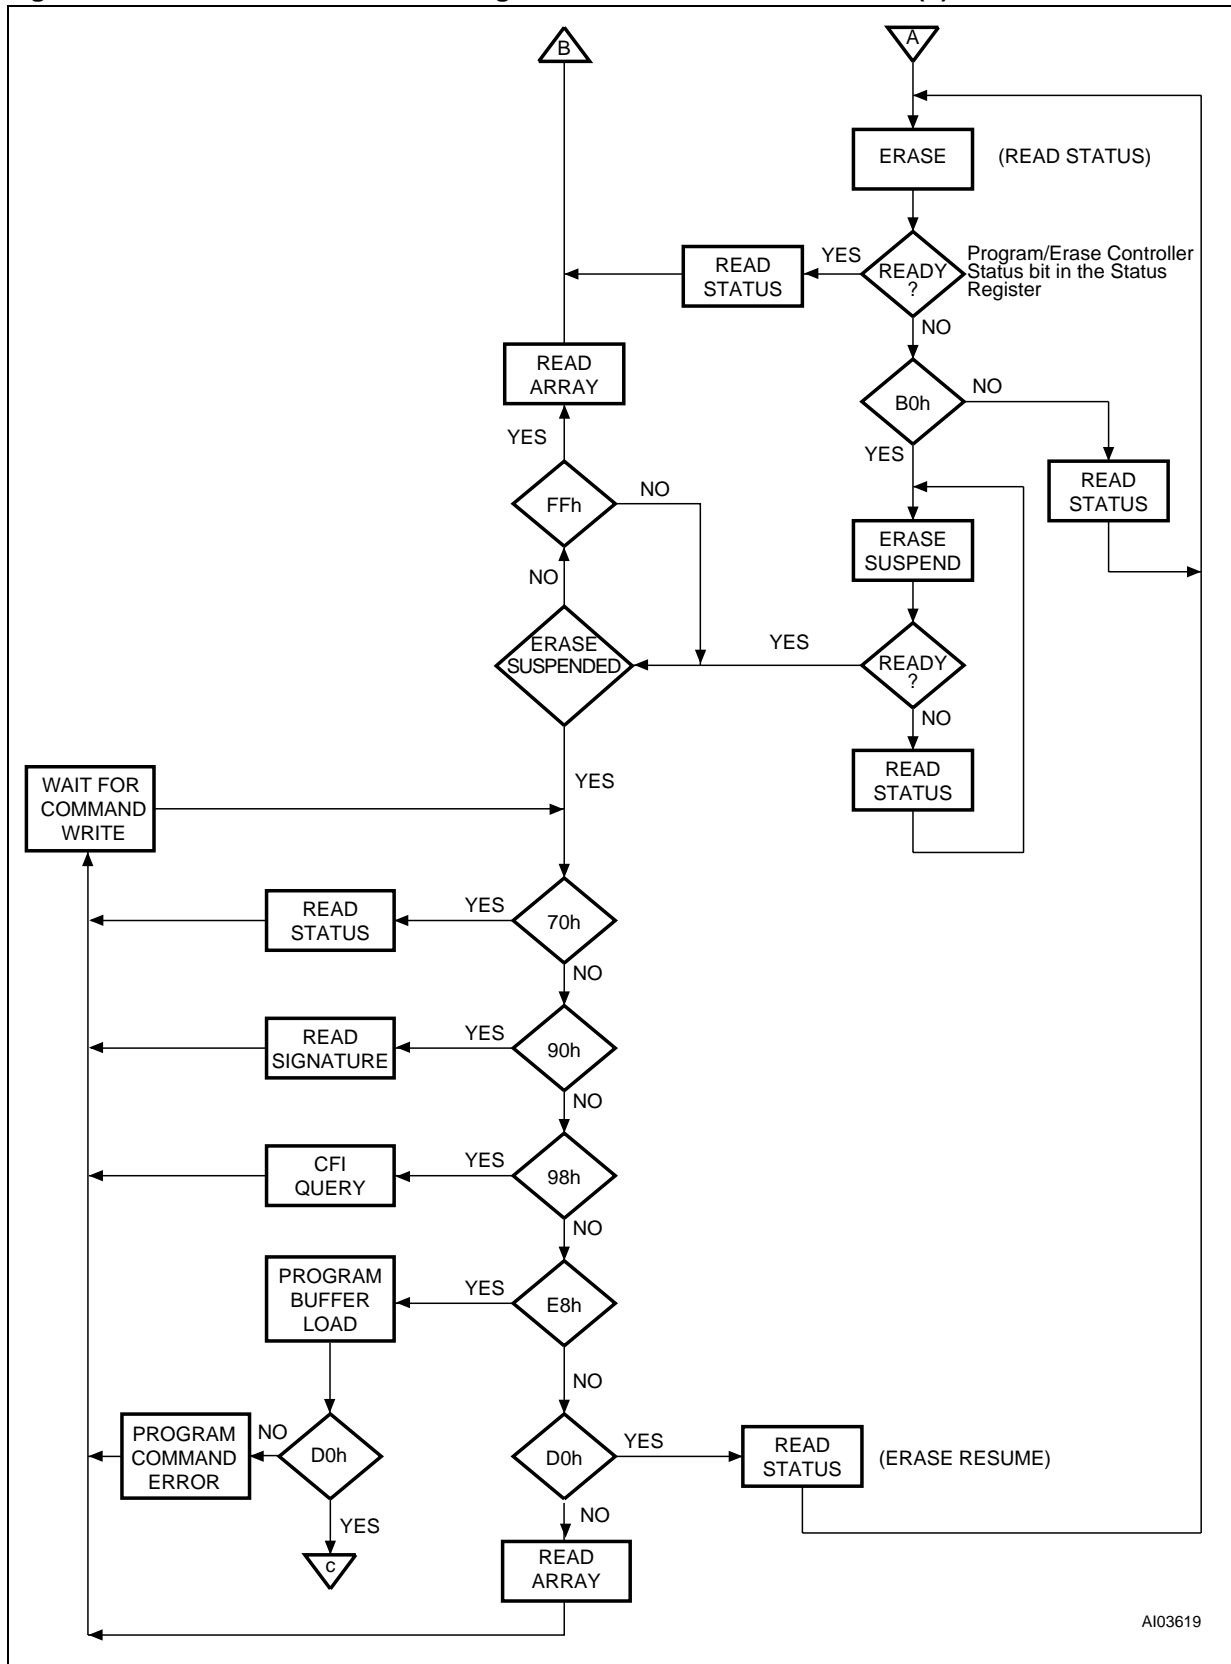 B
A
ERASE
(READ STATUS)
READ
STATUS
YES
READY
?
Program/Erase Controller
Status bit in the Status
Register
NO
READ
ARRAY
B0h
NO
YES
YES
READ
STATUS
FFh
NO
ERASE
SUSPEND
NO
ERASE
SUSPENDED
YES
READY
?
NO
YES
READ
STATUS
WAIT FOR
COMMAND
WRITE
READ
STATUS
YES
70h
NO
READ
SIGNATURE
YES
90h
NO
CFI
QUERY
YES
98h
NO
PROGRAM
BUFFER
LOAD
YES
E8h
NO
PROGRAM
COMMAND
ERROR
NO
D0h
YES
c
D0h
YES
READ
STATUS
(ERASE RESUME)
NO
READ
ARRAY
AI03619